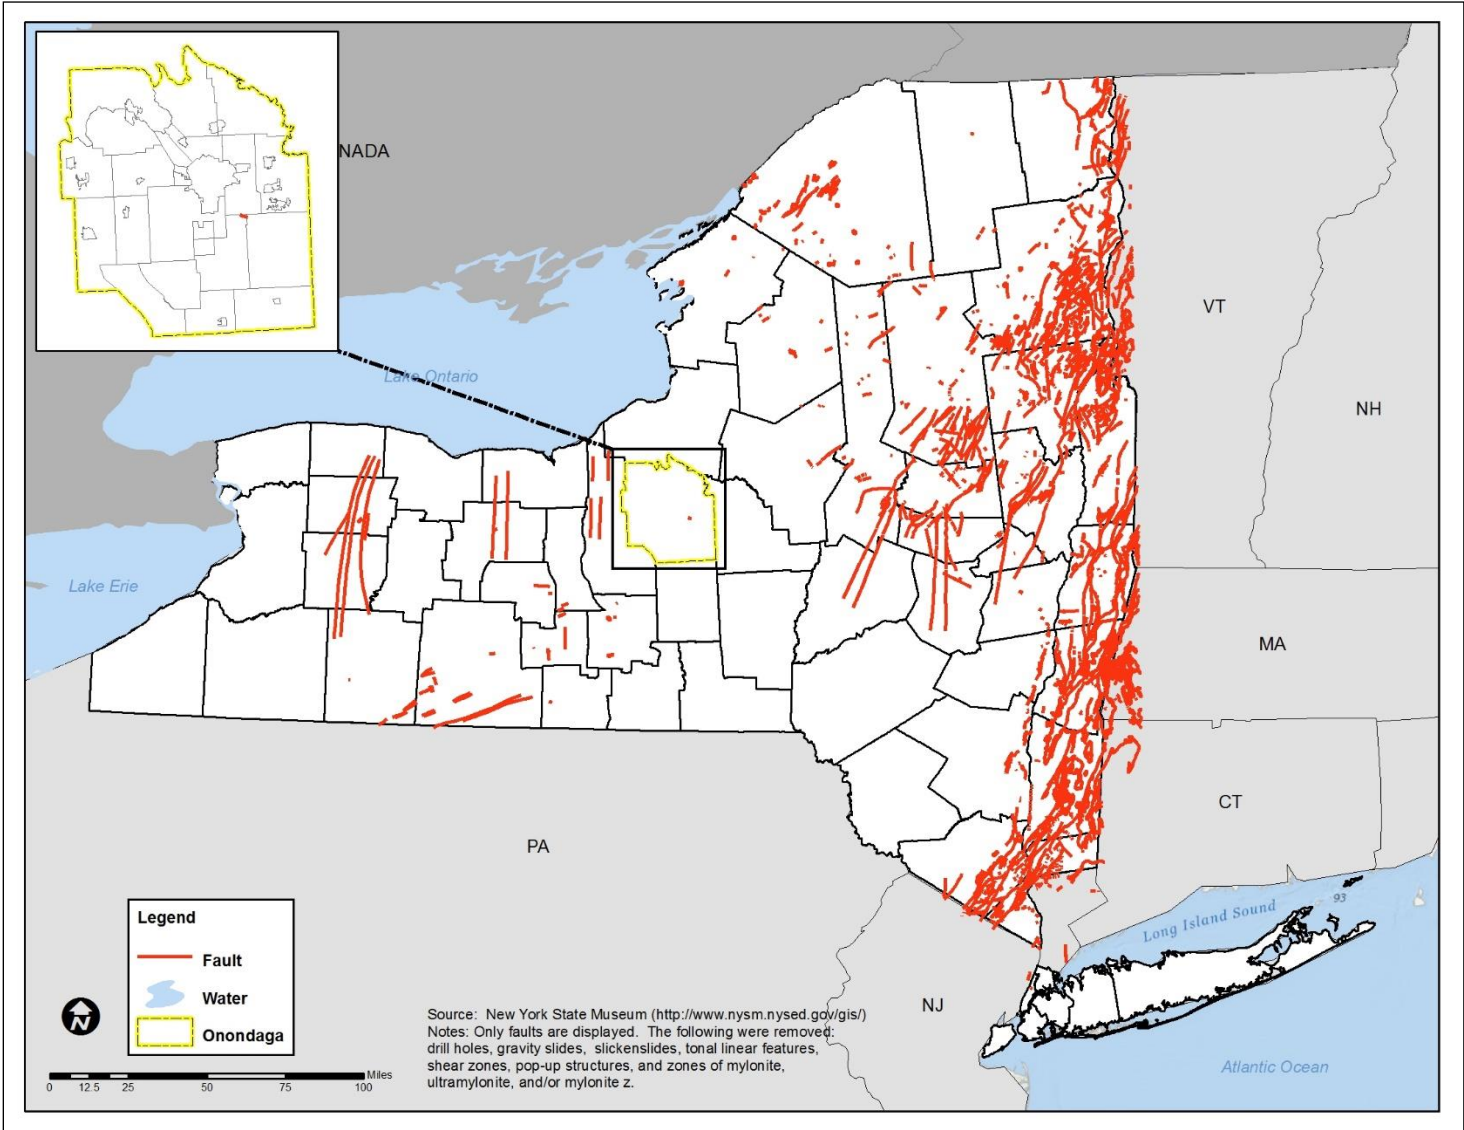 NADA
VT
NH
Lake Ontario
Lake Erie
MA
CT
PA
Long Island Sound
93
NJ
Atlantic Ocean
Legend
Fault
Water
Onondaga
N
Miles
0 12.5 25 50 75 100
Source: New York State Museum (http://www.nysm.nysed.gov/gis/)
Notes: Only faults are displayed. The following were removed:
drill holes, gravity slides, slickenslides, tonal linear features,
shear zones, pop-up structures, and zones of mylonite,
ultramylonite, and/or mylonite z.